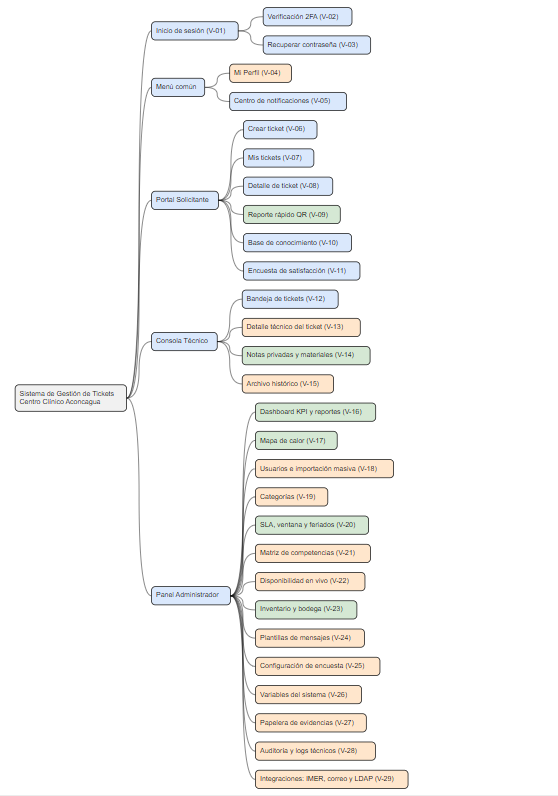 Inicio de sesión (V-01)
Verificación 2FA (V-02)
Recuperar contraseña (V-03)
Menú común
Mi Perfil (V-04)
Centro de notificaciones (V-05)
Portal Solicitante
Crear ticket (V-06)
Mis tickets (V-07)
Detalle de ticket (V-08)
Reporte rápido QR (V-09)
Base de conocimiento (V-10)
Encuesta de satisfacción (V-11)
Consola Técnico
Bandeja de tickets (V-12)
Detalle técnico del ticket (V-13)
Notas privadas y materiales (V-14)
Archivo histórico (V-15)
Sistema de Gestión de Tickets
Centro Clínico Aconcagua
Panel Administrador
Dashboard KPI y reportes (V-16)
Mapa de calor (V-17)
Usuarios e importación masiva (V-18)
Categorías (V-19)
SLA, ventana y feriados (V-20)
Matriz de competencias (V-21)
Disponibilidad en vivo (V-22)
Inventario y bodega (V-23)
Plantillas de mensajes (V-24)
Configuración de encuesta (V-25)
Variables del sistema (V-26)
Papelera de evidencias (V-27)
Auditoría y logs técnicos (V-28)
Integraciones: IMER, correo y LDAP (V-29)